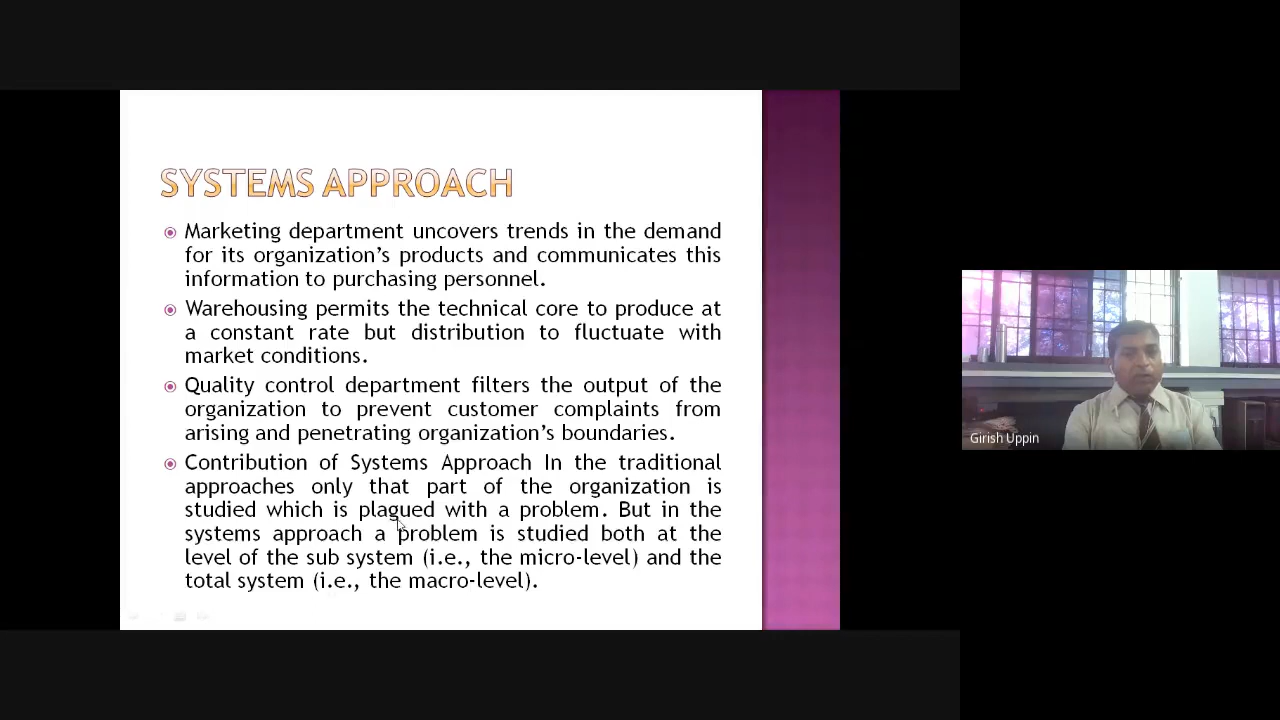 SYSTEMS APPROACH
Marketing department uncovers trends in the demand
for its organization's products and communicates this
information to purchasing personnel.
Warehousing permits the technical core to produce at
a constant rate but distribution to fluctuate with
market conditions.
Quality control department filters the output of the
organization to prevent customer complaints from
arising and penetrating organization's boundaries.
Contribution of Systems Approach In the traditional
approaches only that part of the organization is
studied which is plagued with a problem. But in the
systems approach a problem is studied both at the
level of the sub system (i.e., the micro-level) and the
total system (i.e., the macro-level).
Girish Uppin